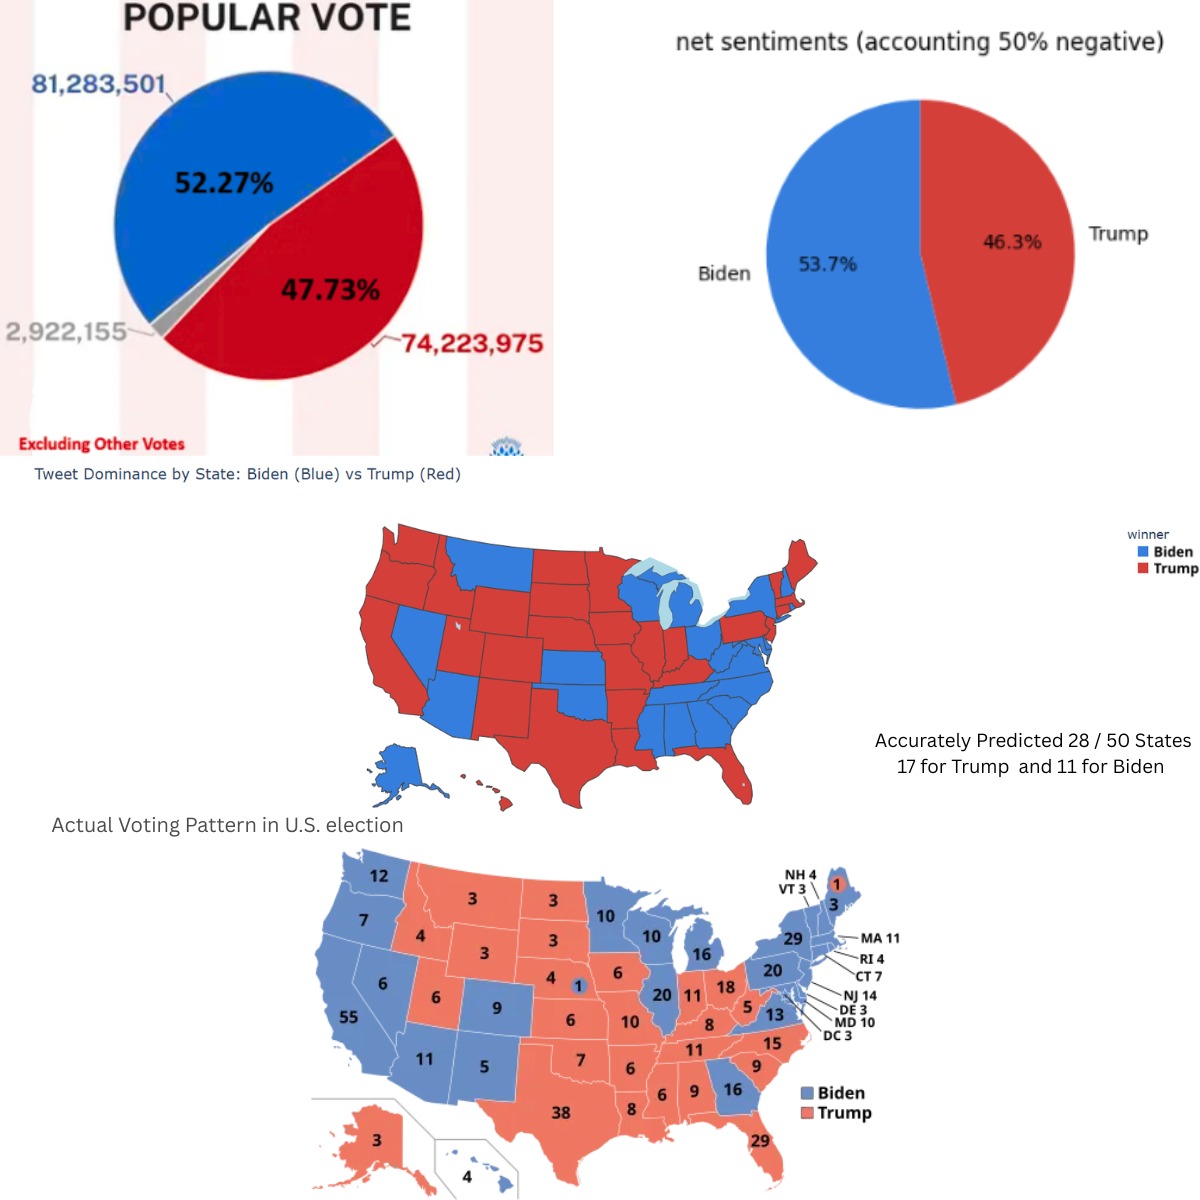 POPULAR VOTE
81,283,501
52.27%
47.73%
2,922,155
74,223,975
Excluding Other Votes
net sentiments (accounting 50% negative)
Biden
53.7%
46.3%
Trump
Tweet Dominance by State: Biden (Blue) vs Trump (Red)
winner
Biden
Trump
Accurately Predicted 28 / 50 States
17 for Trump and 11 for Biden
Actual Voting Pattern in U.S. election
12
7
55
6
4
3
3
6
11
9
5
3
3
4
1
6
7
38
10
6
10
6
8
10
20
16
11
18
8
11
6
9
16
29
5
13
15
9
20
29
NH 4
VT 3
1
3
MA 11
RI 4
CT 7
NJ 14
DE 3
MD 10
DC 3
3
4
Biden
Trump